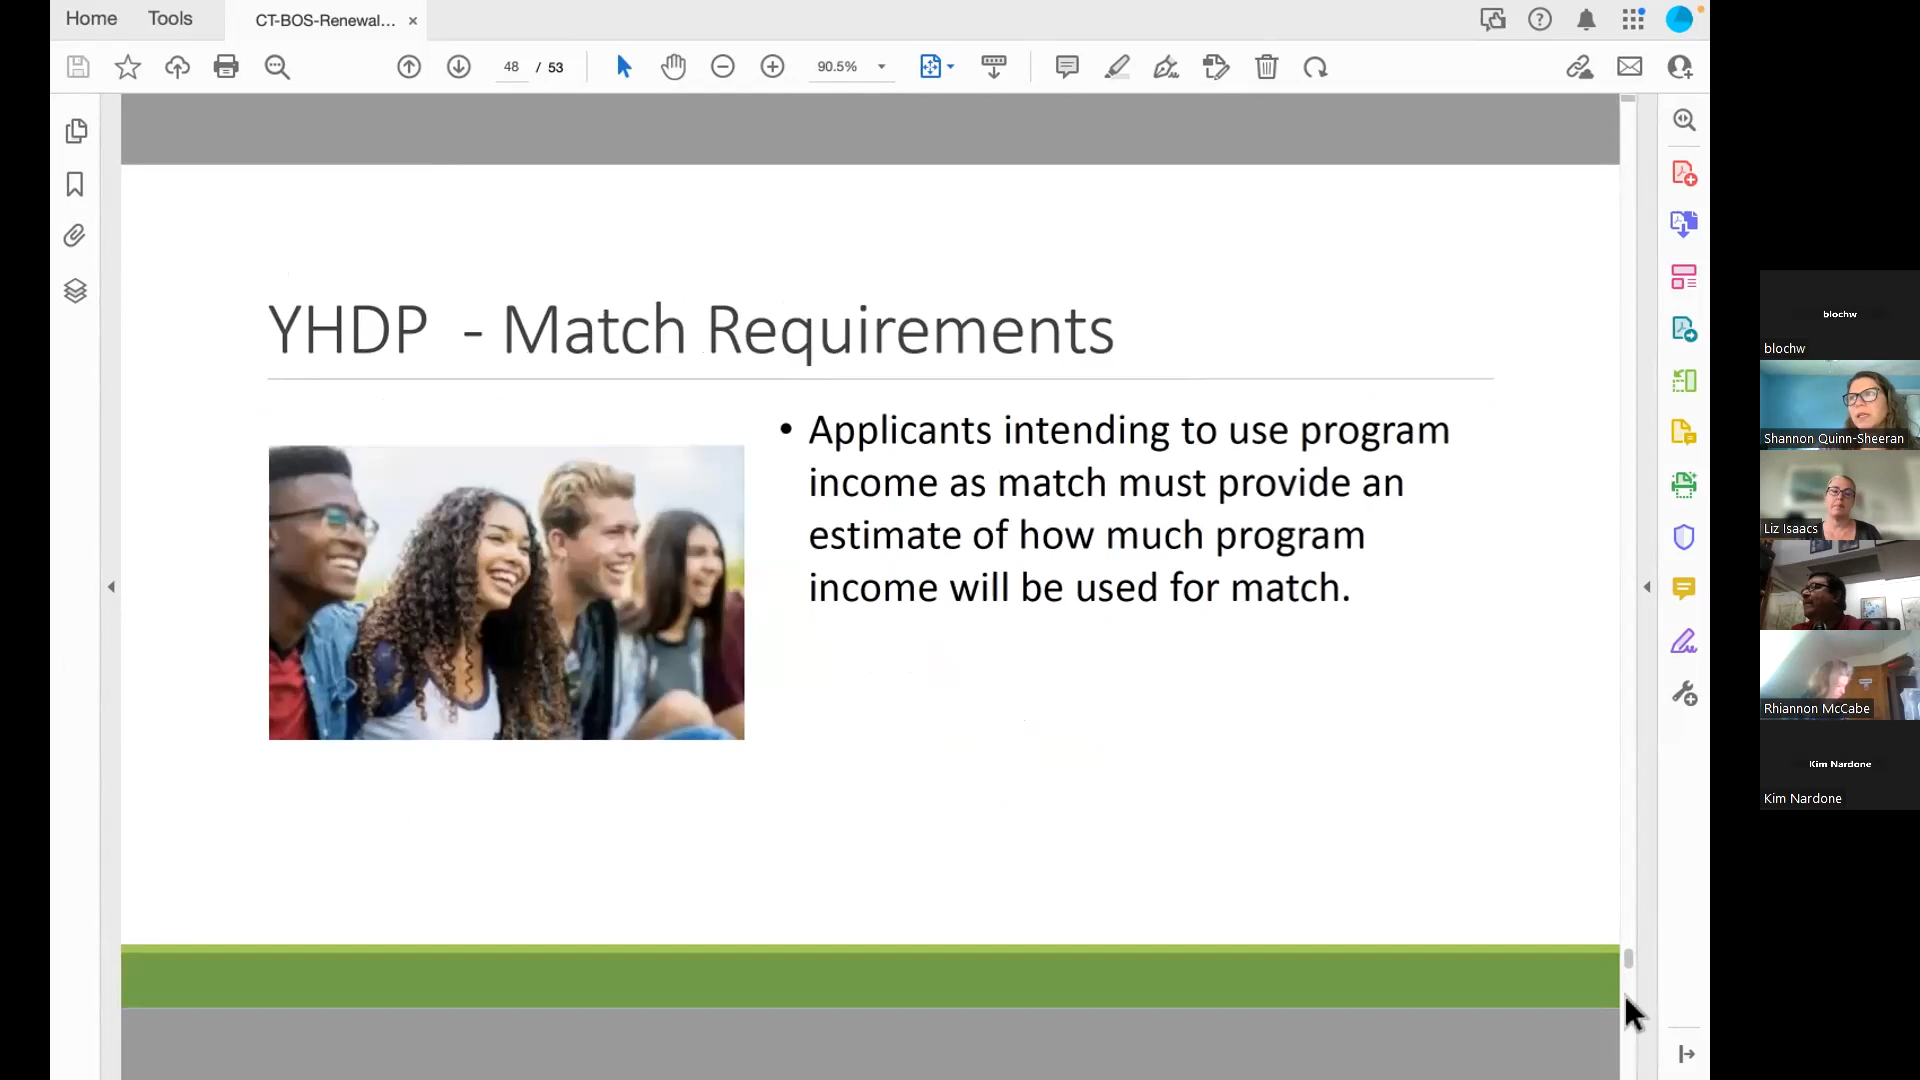 Home
Tools
CT-BOS-Renewal...
48 / 53
90.5%
YHDP - Match Requirements
• Applicants intending to use program
income as match must provide an
estimate of how much program
income will be used for match.
blochw
blochw
Shannon Quinn-Sheeran
Liz Isaacs
Rhiannon McCabe
Kim Nardone
Kim Nardone